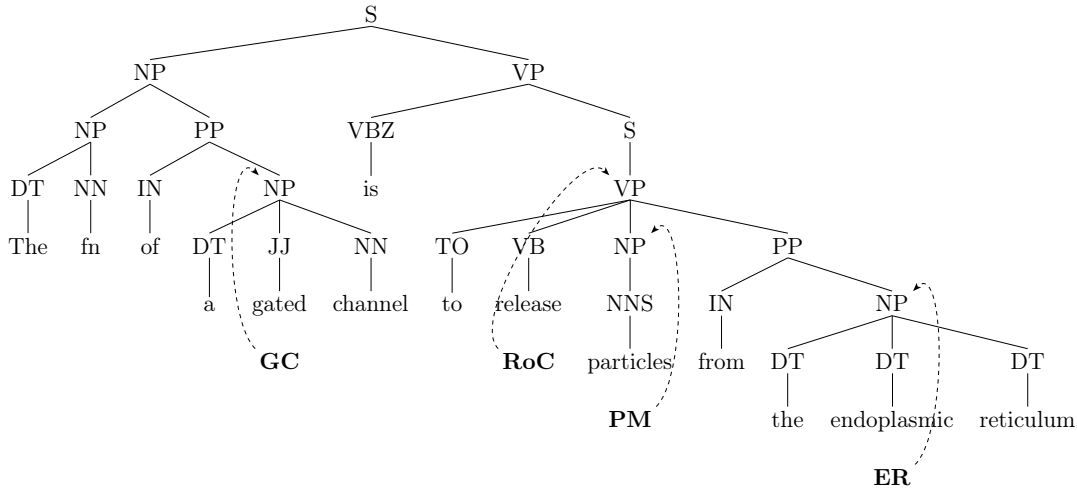 S
NP VP
NP PP VBZ S
DT NN IN NP is VP
The fn of DT JJ NN TO VB NP PP
a gated channel to release NNS IN NP
GC RoC particles from DT DT DT
PM the endoplasmic reticulum
ER